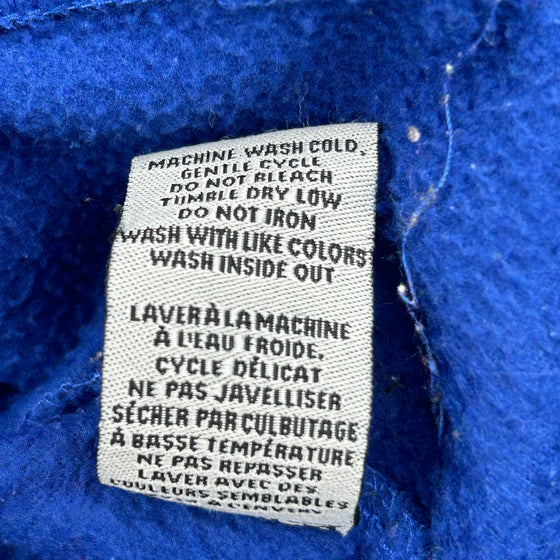 MACHINE WASH COLD,
GENTLE CYCLE
DO NOT BLEACH
TUMBLE DRY LOW
DO NOT IRON
WASH WITH LIKE COLORS
WASH INSIDE OUT
LAVER À LA MACHINE
À L'EAU FROIDE,
CYCLE DÉLICAT
NE PAS JAVELLISER
SÉCHER PAR CULBUTAGE
À BASSE TEMPÉRATURE
NE PAS REPASSER
LAVER AVEC DES
COULEURS SEMBLABLES
À L'ENVERS